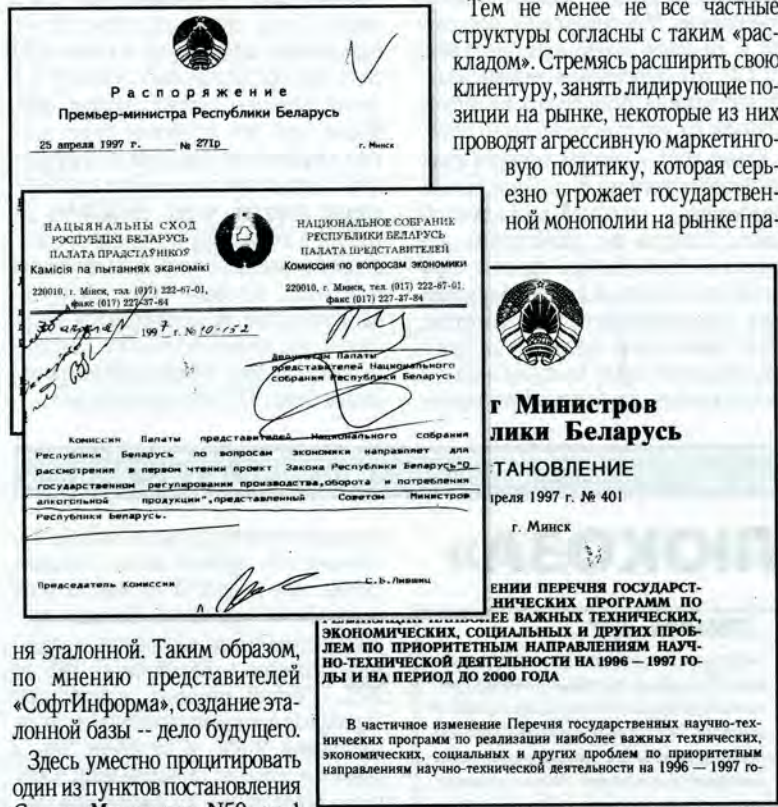 Распоряжение
Премьер-министра Республики Беларусь
25 апреля 1997 г. № 271р г. Минск
НАЦЫЯНАЛЬНЫ СХОД
РЭСПУБЛІКІ БЕЛАРУСЬ
ПАЛАТА ПРАДСТАЎНІКОЎ
Камісія па пытаннях эканомікі
220010, г. Мінск, тэл. (017) 222-67-01,
факс (017) 227-37-84
НАЦИОНАЛЬНОЕ СОБРАНИЕ
РЕСПУБЛИКИ БЕЛАРУСЬ
ПАЛАТА ПРЕДСТАВИТЕЛЕЙ
Комиссия по вопросам экономики
220010, г. Минск, тел. (017) 222-67-01,
факс (017) 227-37-84
30 апреля 1997 г. № 10-152
Депутатам Палаты
представителей Национального
собрания Республики Беларусь
Комиссия Палаты представителей Национального собрания
Республики Беларусь по вопросам экономики направляет для
рассмотрения в первом чтении проект Закона Республики Беларусь"О
государственном регулировании производства,оборота и потребления
алкогольной продукции",представленный Советом Министров
Республики Беларусь.
Председатель Комиссии С.Б.Лившиц
ня эталонной. Таким образом,
по мнению представителей
«СофтИнформа», создание эта-
лонной базы -- дело будущего.
Здесь уместно процитировать
один из пунктов постановления
Тем не менее не все частные
структуры согласны с таким «рас-
кладом». Стремясь расширить свою
клиентуру, занять лидирующие по-
зиции на рынке, некоторые из них
проводят агрессивную маркетинго-
вую политику, которая серь-
езно угрожает государствен-
ной монополии на рынке пра-
т Министров
лики Беларусь
ТАНОВЛЕНИЕ
преля 1997 г. № 401
г. Минск
ЕНИИ ПЕРЕЧНЯ ГОСУДАРСТ-
НИЧЕСКИХ ПРОГРАММ ПО
ЕЕ ВАЖНЫХ ТЕХНИЧЕСКИХ,
ЭКОНОМИЧЕСКИХ, СОЦИАЛЬНЫХ И ДРУГИХ ПРОБ-
ЛЕМ ПО ПРИОРИТЕТНЫМ НАПРАВЛЕНИЯМ НАУЧ-
НО-ТЕХНИЧЕСКОЙ ДЕЯТЕЛЬНОСТИ НА 1996 — 1997 ГО-
ДЫ И НА ПЕРИОД ДО 2000 ГОДА
В частичное изменение Перечня государственных научно-тех-
нических программ по реализации наиболее важных технических,
экономических, социальных и других проблем по приоритетным
направлениям научно-технической деятельности на 1996 — 1997 го-